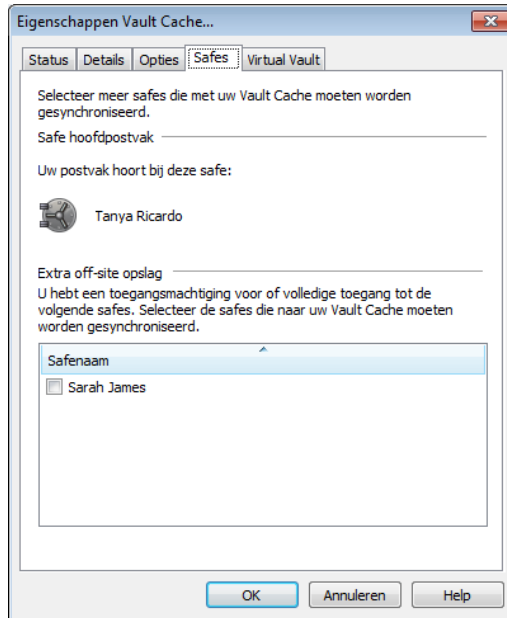 Eigenschappen Vault Cache...
Status Details Opties Safes Virtual Vault
Selecteer meer safes die met uw Vault Cache moeten worden
gesynchroniseerd.
Safe hoofdpostvak
Uw postvak hoort bij deze safe:
Tanya Ricardo
Extra off-site opslag
U hebt een toegangsmachtiging voor of volledige toegang tot de
volgende safes. Selecteer de safes die naar uw Vault Cache moeten
worden gesynchroniseerd.
Safenaam
Sarah James
OK Annuleren Help